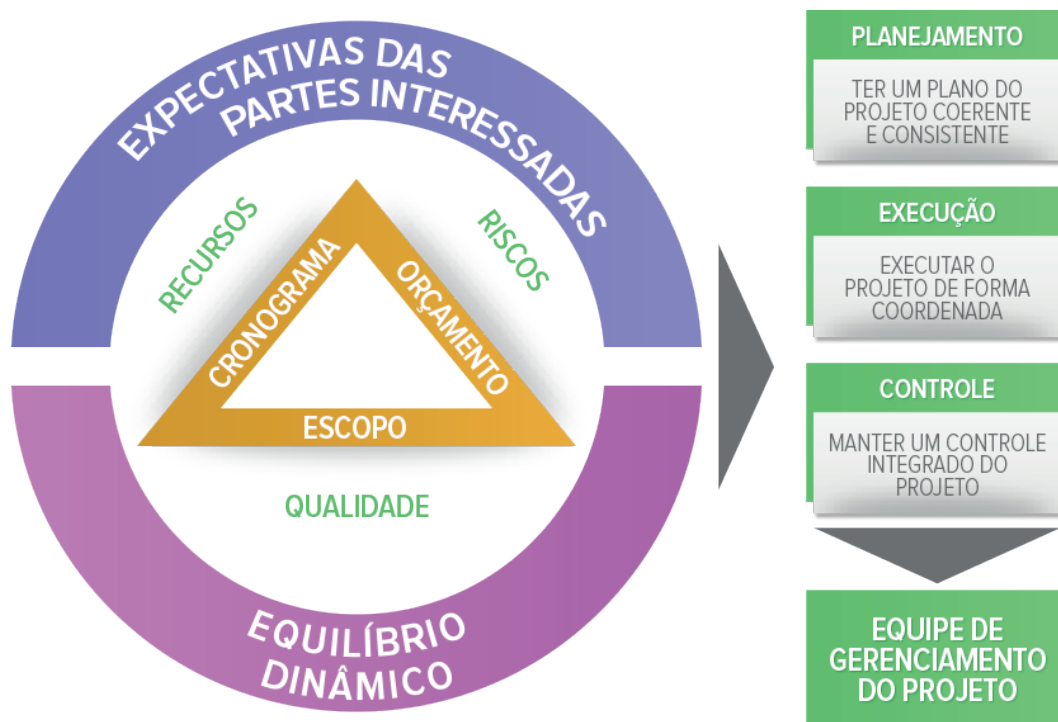 EXPECTATIVAS DAS
PARTES INTERESSADAS
RECURSOS
RISCOS
CRONOGRAMA
ORÇAMENTO
ESCOPO
QUALIDADE
EQUILÍBRIO
DINÂMICO
PLANEJAMENTO
TER UM PLANO DO
PROJETO COERENTE
E CONSISTENTE
EXECUÇÃO
EXECUTAR O
PROJETO DE FORMA
COORDENADA
CONTROLE
MANTER UM CONTROLE
INTEGRADO DO
PROJETO
EQUIPE DE
GERENCIAMENTO
DO PROJETO